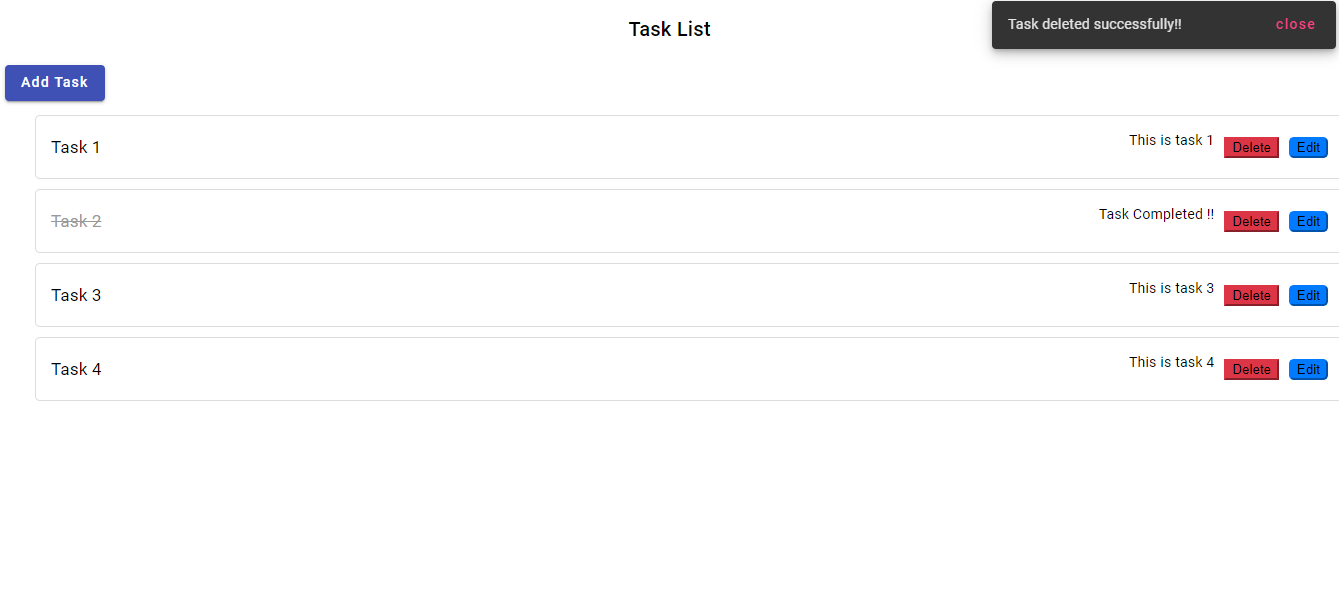 Task List
Task deleted successfully!! close
Add Task
Task 1 This is task 1 Delete Edit
Task 2 Task Completed !! Delete Edit
Task 3 This is task 3 Delete Edit
Task 4 This is task 4 Delete Edit